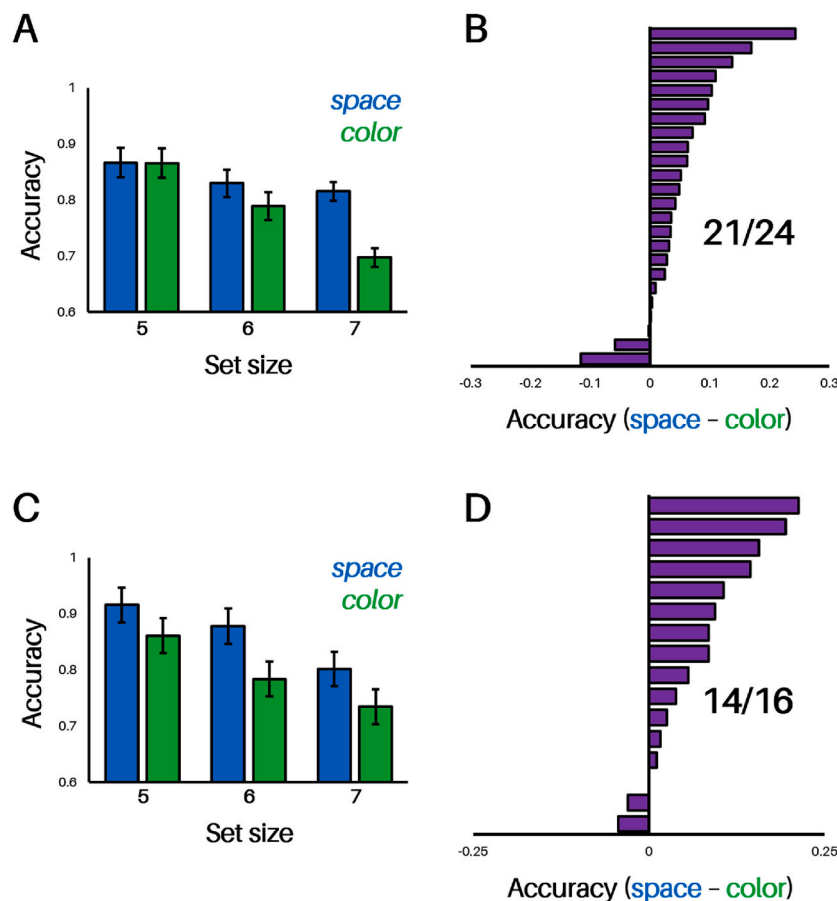 A
1
0.9
0.8
0.7
0.6
Accuracy
space
color
5 6 7
Set size
B
21/24
-0.3 -0.2 -0.1 0 0.1 0.2 0.3
Accuracy (space – color)
C
1
0.9
0.8
0.7
0.6
Accuracy
space
color
5 6 7
Set size
D
14/16
-0.25 0 0.25
Accuracy (space – color)